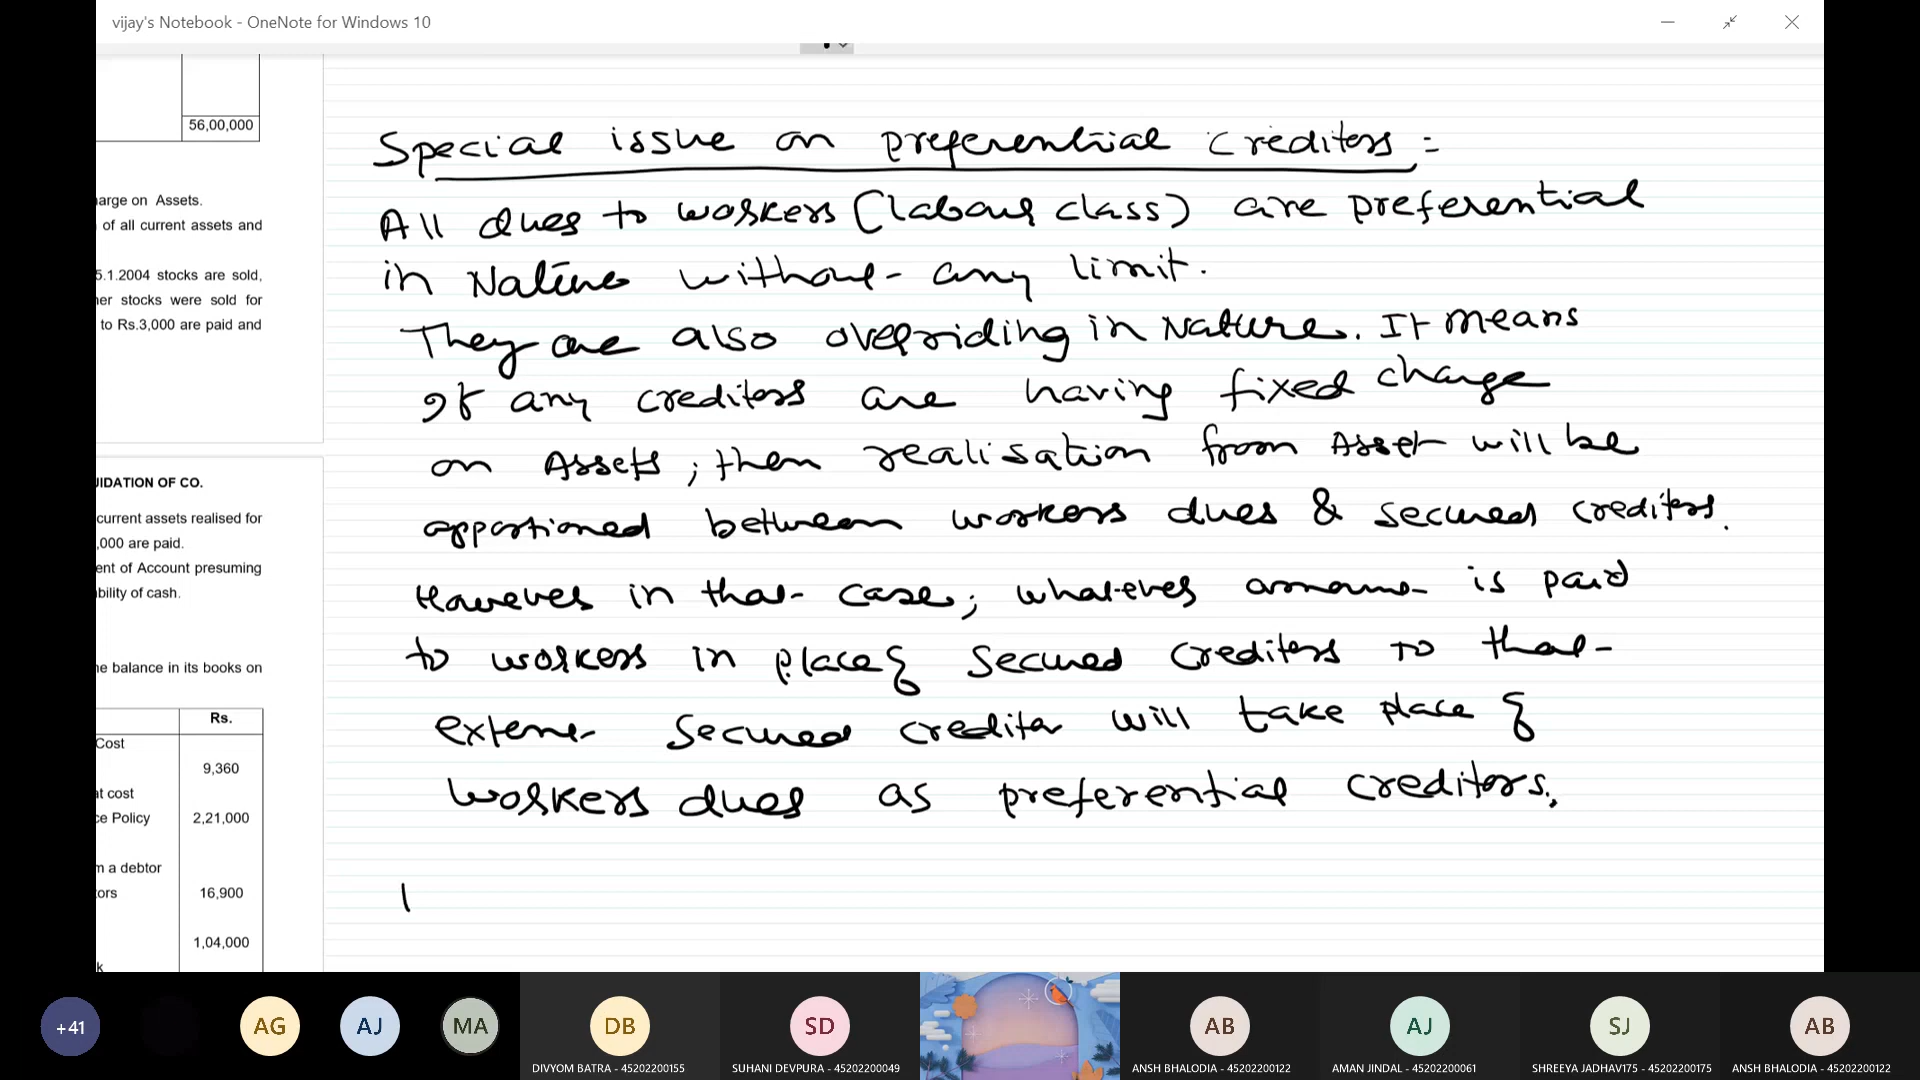 vijay's Notebook - OneNote for Windows 10
56,00,000
arge on Assets.
of all current assets and
5.1.2004 stocks are sold,
er stocks were sold for
to Rs.3,000 are paid and
IDATION OF CO.
current assets realised for
,000 are paid.
ent of Account presuming
bility of cash.
e balance in its books on
Rs.
Cost
9,360
at cost
ce Policy 2,21,000
m a debtor
tors 16,900
1,04,000
k
Special issue on preferential creditors :
All dues to workers (labour class) are preferential
in Nature without any limit.
They are also overriding in Nature. It means
If any creditors are having fixed charge
on Assets; then realisation from Asset will be
apportioned between workers dues & secured creditors.
However in that case; whatever amount is paid
to workers in place of secured creditors to that
extent secured creditor will take place of
workers dues as preferential creditors.
+41
AG
AJ
MA
DB
DIVYOM BATRA - 45202200155
SD
SUHANI DEVPURA - 45202200049
AB
ANSH BHALODIA - 45202200122
AJ
AMAN JINDAL - 45202200061
SJ
SHREEYA JADHAV175 - 45202200175
AB
ANSH BHALODIA - 45202200122